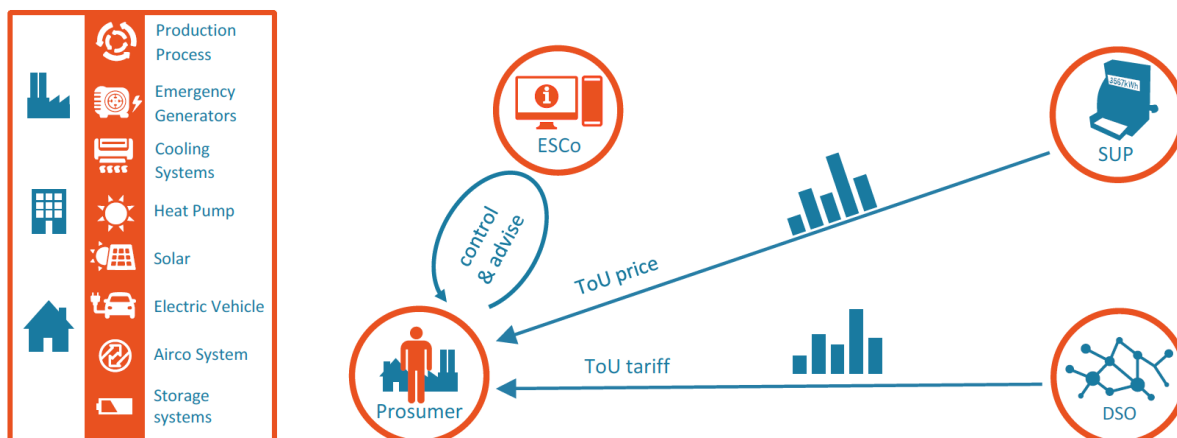 Production
Process
Emergency
Generators
Cooling
Systems
Heat Pump
Solar
Electric Vehicle
Airco System
Storage
systems
ESCo
control
& advise
Prosumer
ToU price
ToU tariff
3667kWh
SUP
DSO